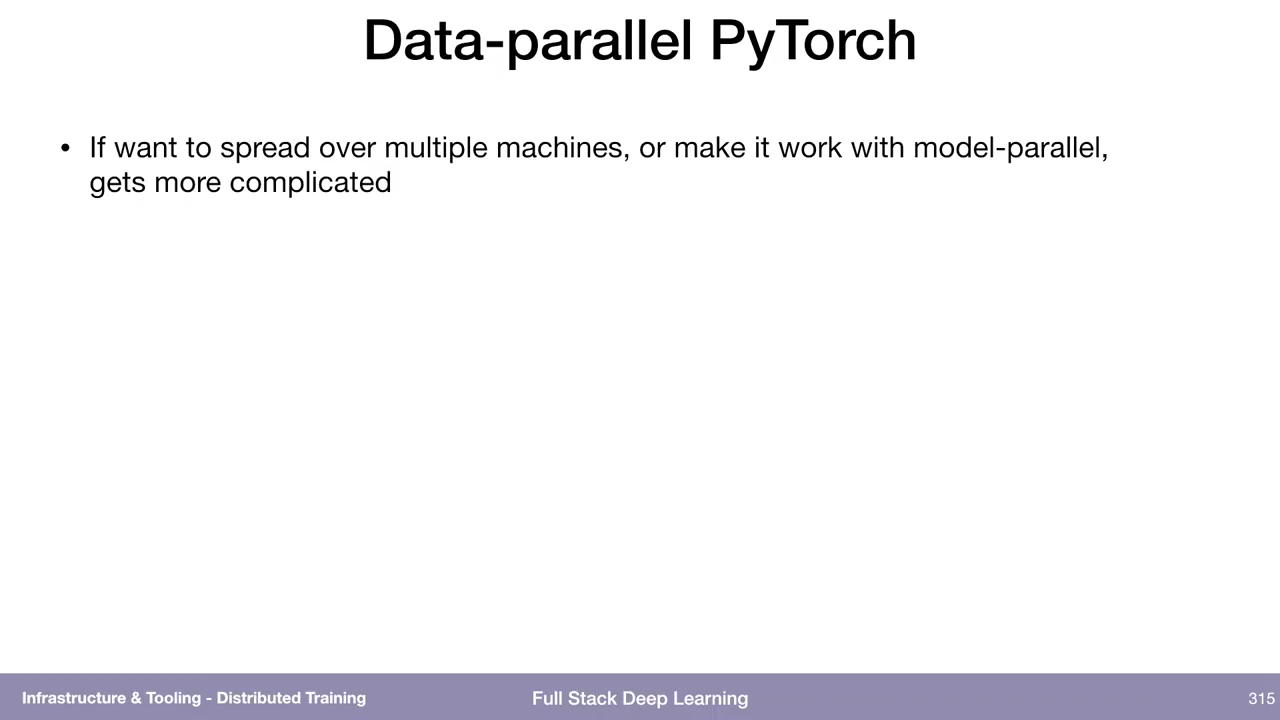 Data-parallel PyTorch
• If want to spread over multiple machines, or make it work with model-parallel,
gets more complicated
Infrastructure & Tooling - Distributed Training
Full Stack Deep Learning
315